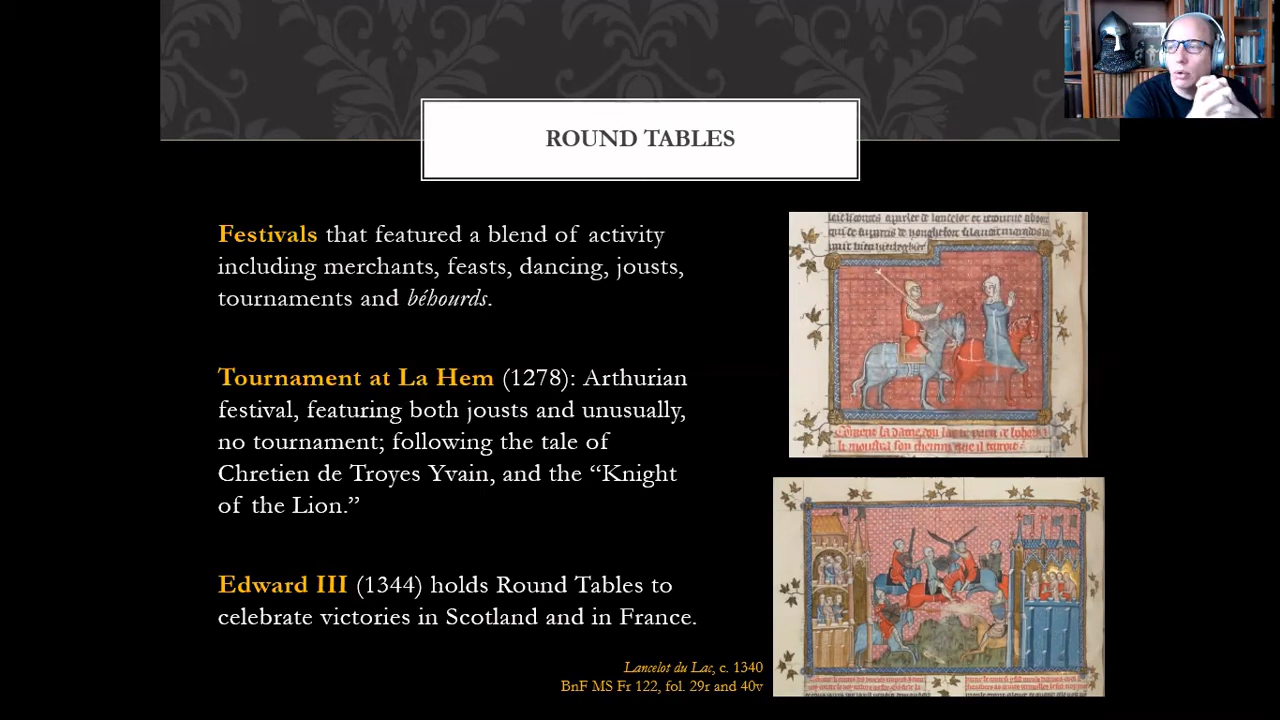 ROUND TABLES
Festivals that featured a blend of activity
including merchants, feasts, dancing, jousts,
tournaments and béhourds.
Tournament at La Hem (1278): Arthurian
festival, featuring both jousts and unusually,
no tournament; following the tale of
Chretien de Troyes Yvain, and the “Knight
of the Lion.”
Edward III (1344) holds Round Tables to
celebrate victories in Scotland and in France.
Lancelot du Lac, c. 1340
BnF MS Fr 122, fol. 29r and 40v